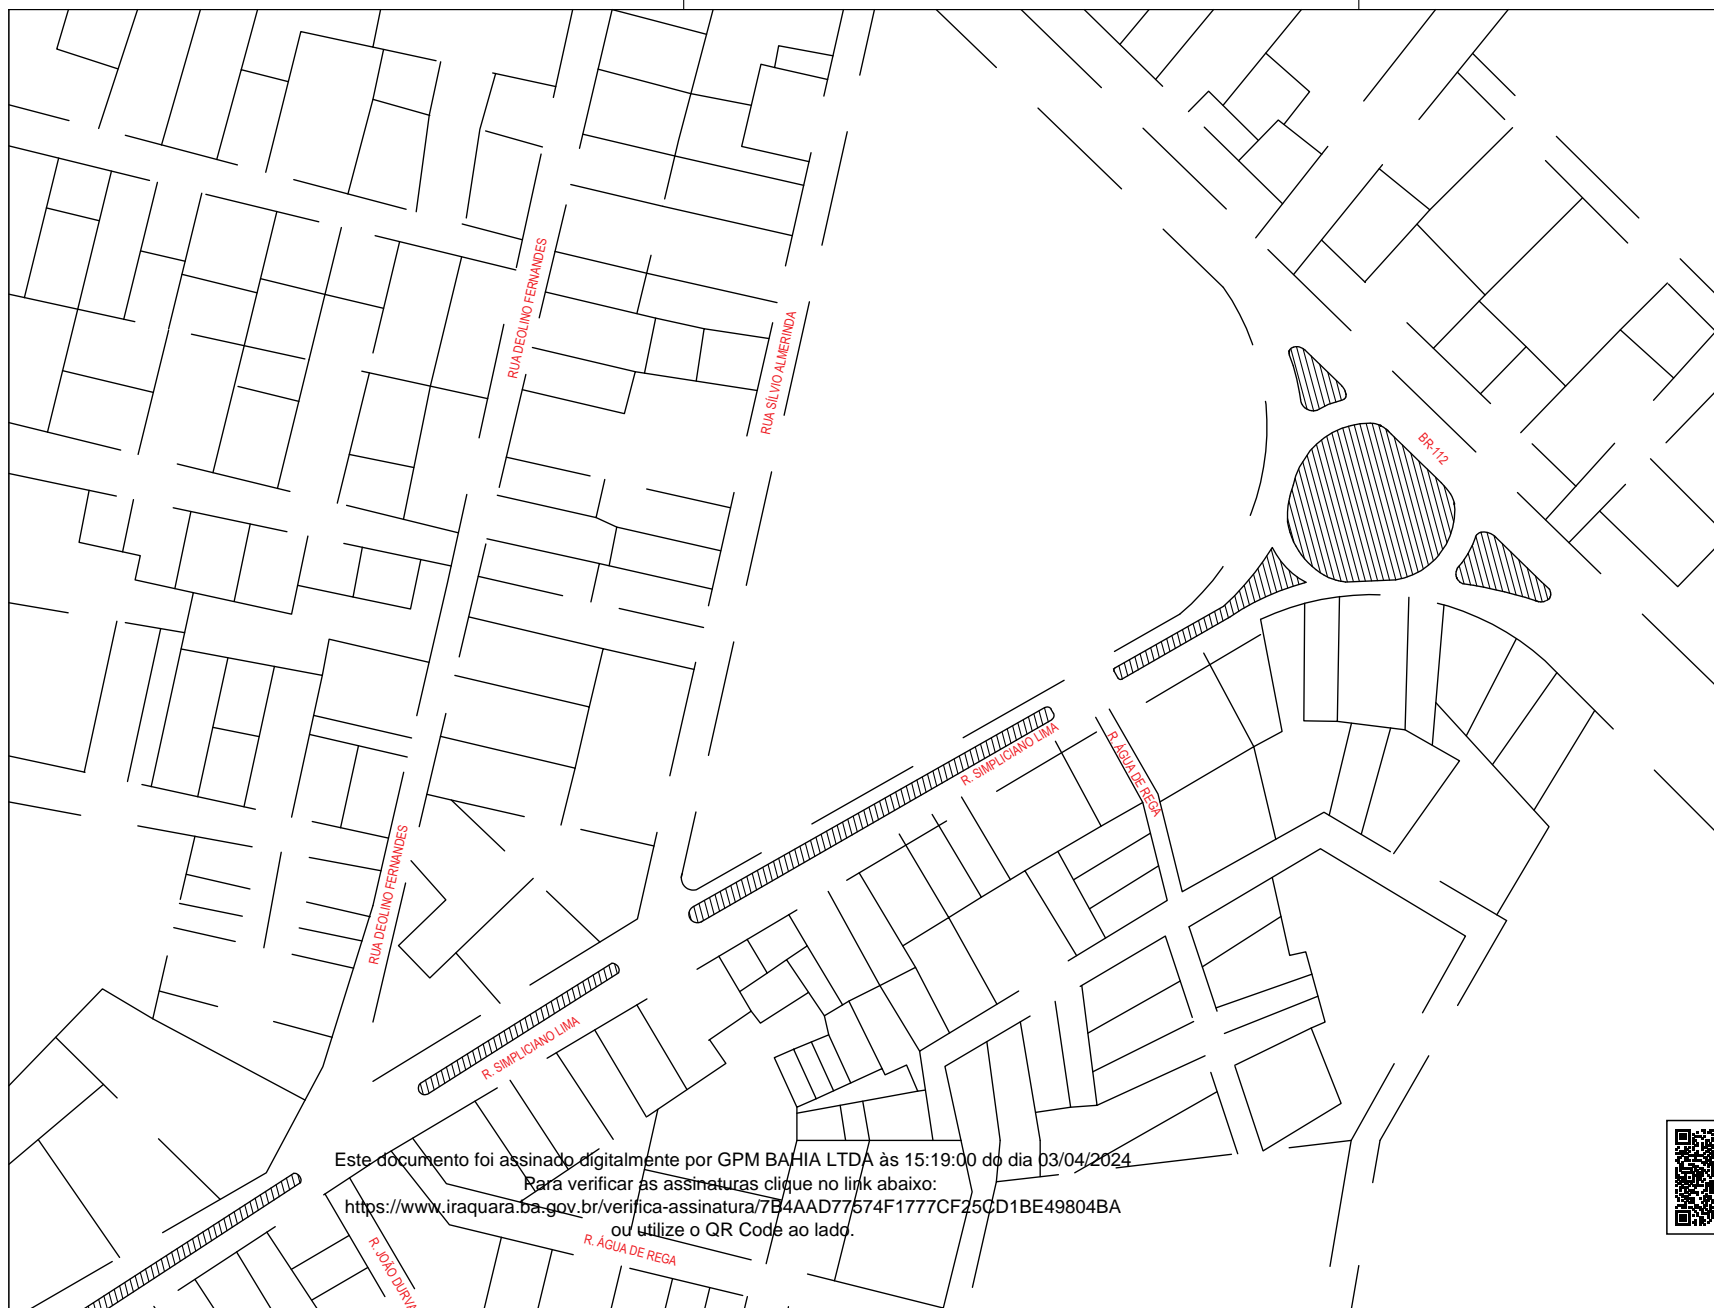 RUA DEOLINO FERNANDES
RUA SÍLVIO ALMERINDA
BR-112
R. SIMPLICIANO LIMA
R. ÁGUA DE REGA
RUA DEOLINO FERNANDES
R. SIMPLICIANO LIMA
Este documento foi assinado digitalmente por GPM BAHIA LTDA às 15:19:00 do dia 03/04/2024
Para verificar as assinaturas clique no link abaixo:
https://www.iraquara.ba.gov.br/verifica-assinatura/7B4AAD77574F1777CF25CD1BE49804BA
ou utilize o QR Code ao lado.
R. ÁGUA DE REGA
R. JOÃO DURVA